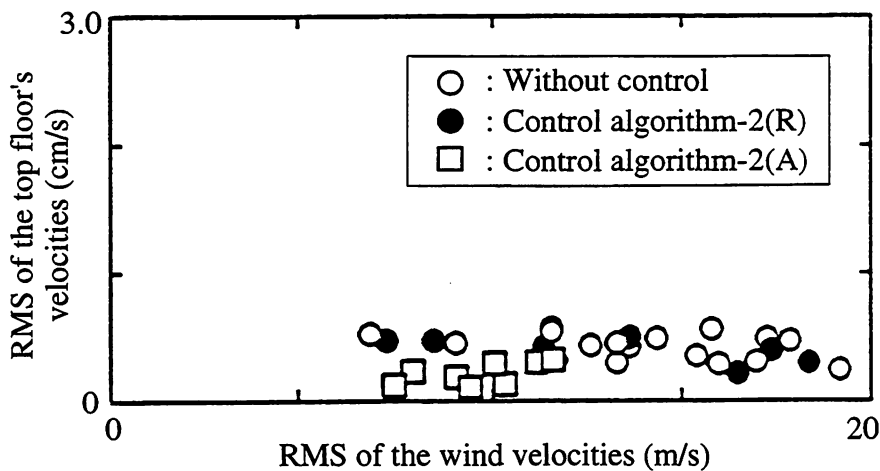 3.0
RMS of the top floor's
velocities (cm/s)
: Without control
: Control algorithm-2(R)
: Control algorithm-2(A)
0
0
20
RMS of the wind velocities (m/s)